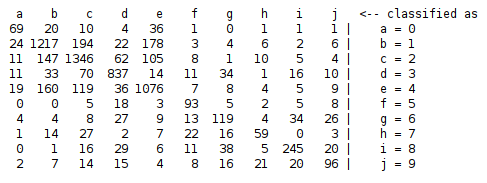 a b c d e f g h i j <-- classified as
69 20 10 4 36 1 0 1 1 1 | a = 0
24 1217 194 22 178 3 4 6 2 6 | b = 1
11 147 1346 62 105 8 1 10 5 4 | c = 2
11 33 70 837 14 11 34 1 16 10 | d = 3
19 160 119 36 1076 7 8 4 5 9 | e = 4
0 0 5 18 3 93 5 2 5 8 | f = 5
4 4 8 27 9 13 119 4 34 26 | g = 6
1 14 27 2 7 22 16 59 0 3 | h = 7
0 1 16 29 6 11 38 5 245 20 | i = 8
2 7 14 15 4 8 16 21 20 96 | j = 9